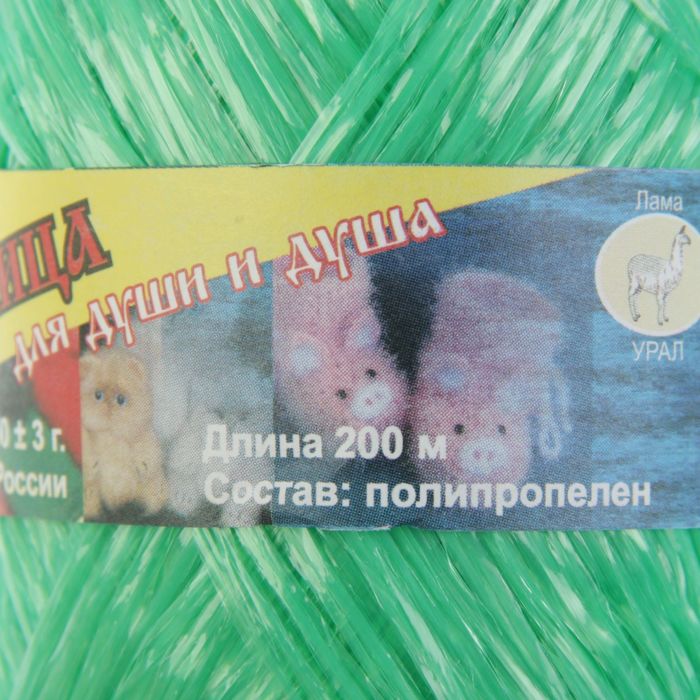 ИЦА
для души и душа
Лама
УРАЛ
0 ± 3 г.
России
Длина 200 м
Состав: полипропелен